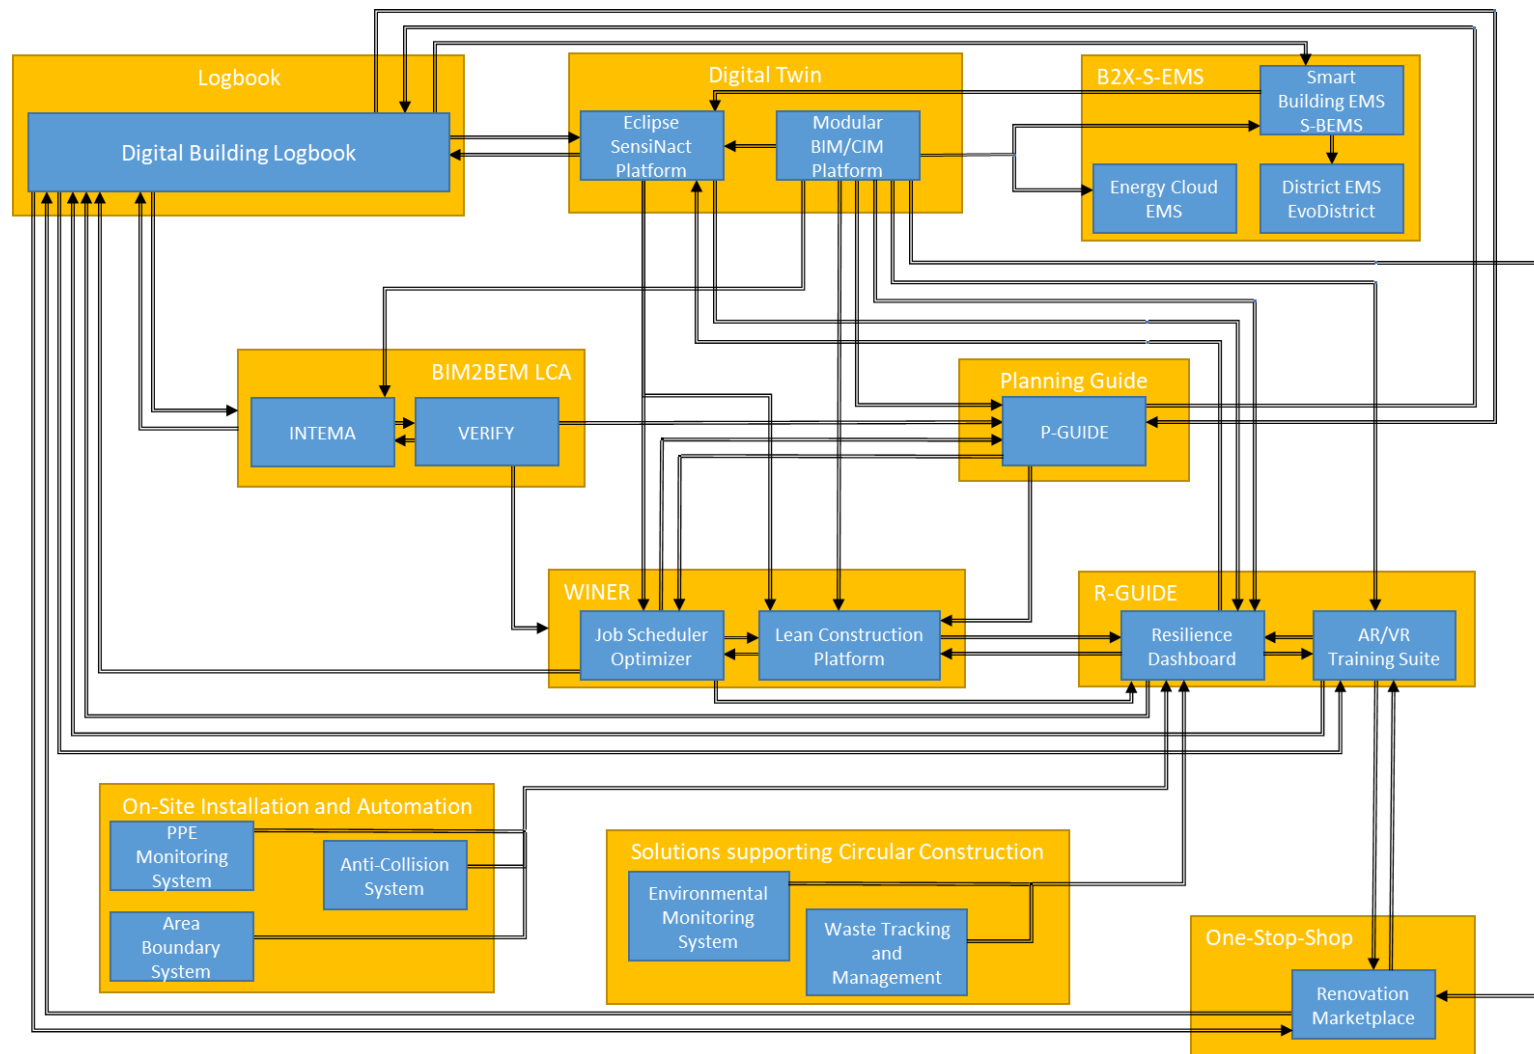 Logbook
Digital Building Logbook
Digital Twin
Eclipse
SensiNact
Platform
Modular
BIM/CIM
Platform
B2X-S-EMS
Smart
Building EMS
S-BEMS
Energy Cloud
EMS
District EMS
EvoDistrict
BIM2BEM LCA
INTEMA
VERIFY
Planning Guide
P-GUIDE
WINER
Job Scheduler
Optimizer
Lean Construction
Platform
R-GUIDE
Resilience
Dashboard
AR/VR
Training Suite
On-Site Installation and Automation
PPE
Monitoring
System
Anti-Collision
System
Area
Boundary
System
Solutions supporting Circular Construction
Environmental
Monitoring
System
Waste Tracking
and
Management
One-Stop-Shop
Renovation
Marketplace